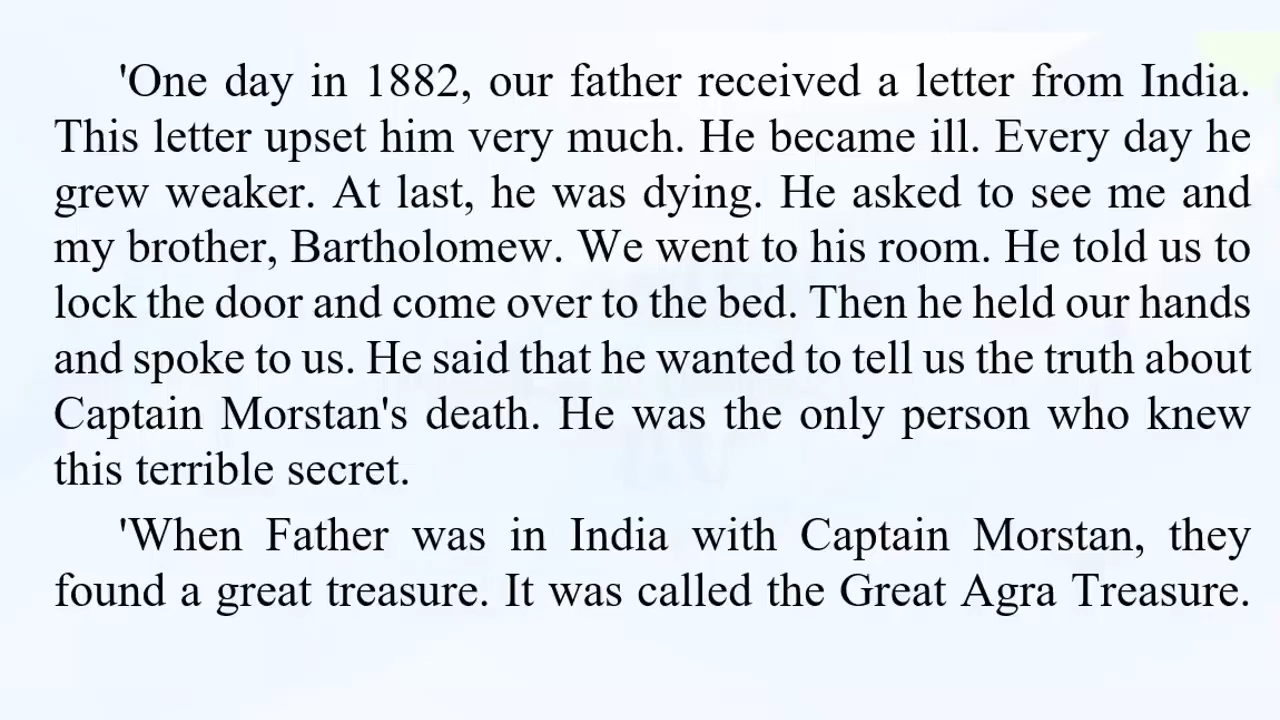 'One day in 1882, our father received a letter from India.
This letter upset him very much. He became ill. Every day he
grew weaker. At last, he was dying. He asked to see me and
my brother, Bartholomew. We went to his room. He told us to
lock the door and come over to the bed. Then he held our hands
and spoke to us. He said that he wanted to tell us the truth about
Captain Morstan's death. He was the only person who knew
this terrible secret.
'When Father was in India with Captain Morstan, they
found a great treasure. It was called the Great Agra Treasure.